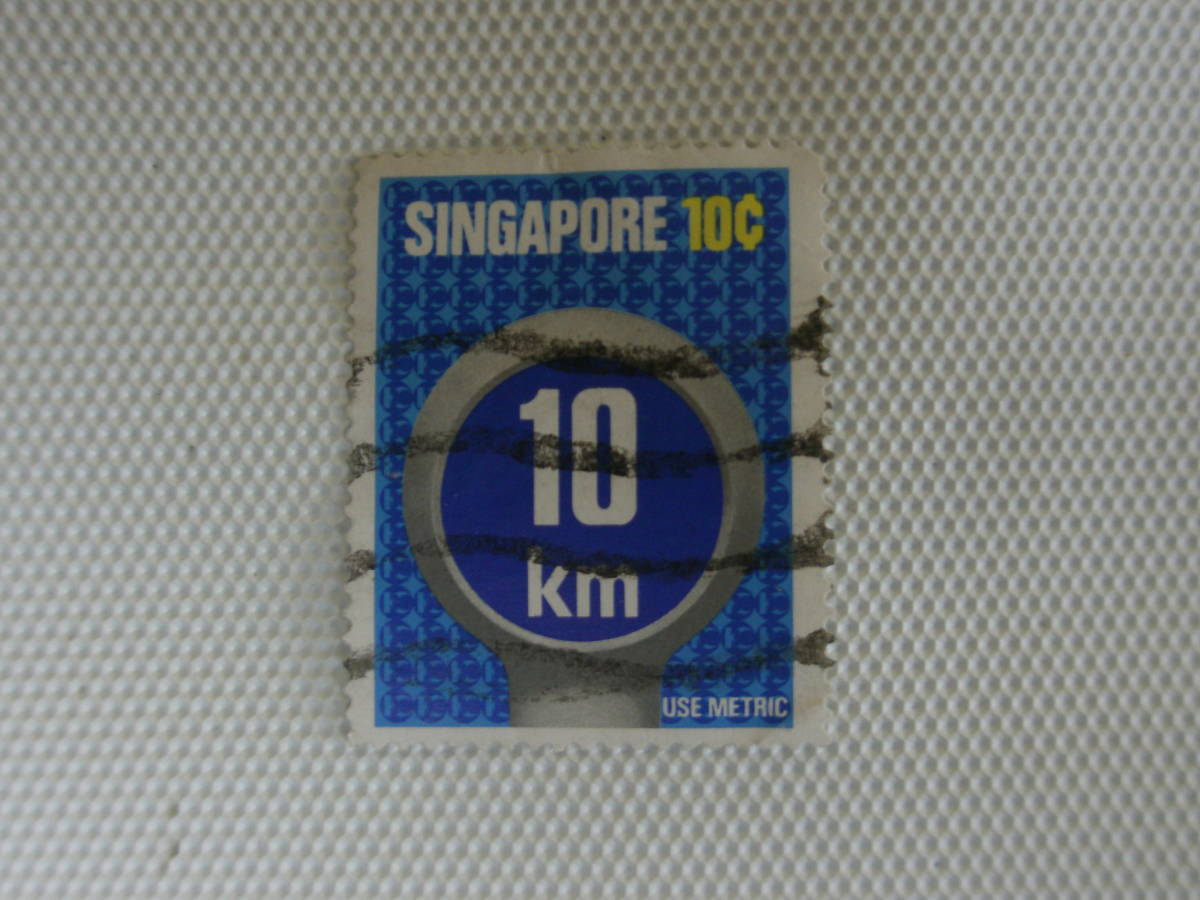 SINGAPORE 10¢
10
km
USE METRIC